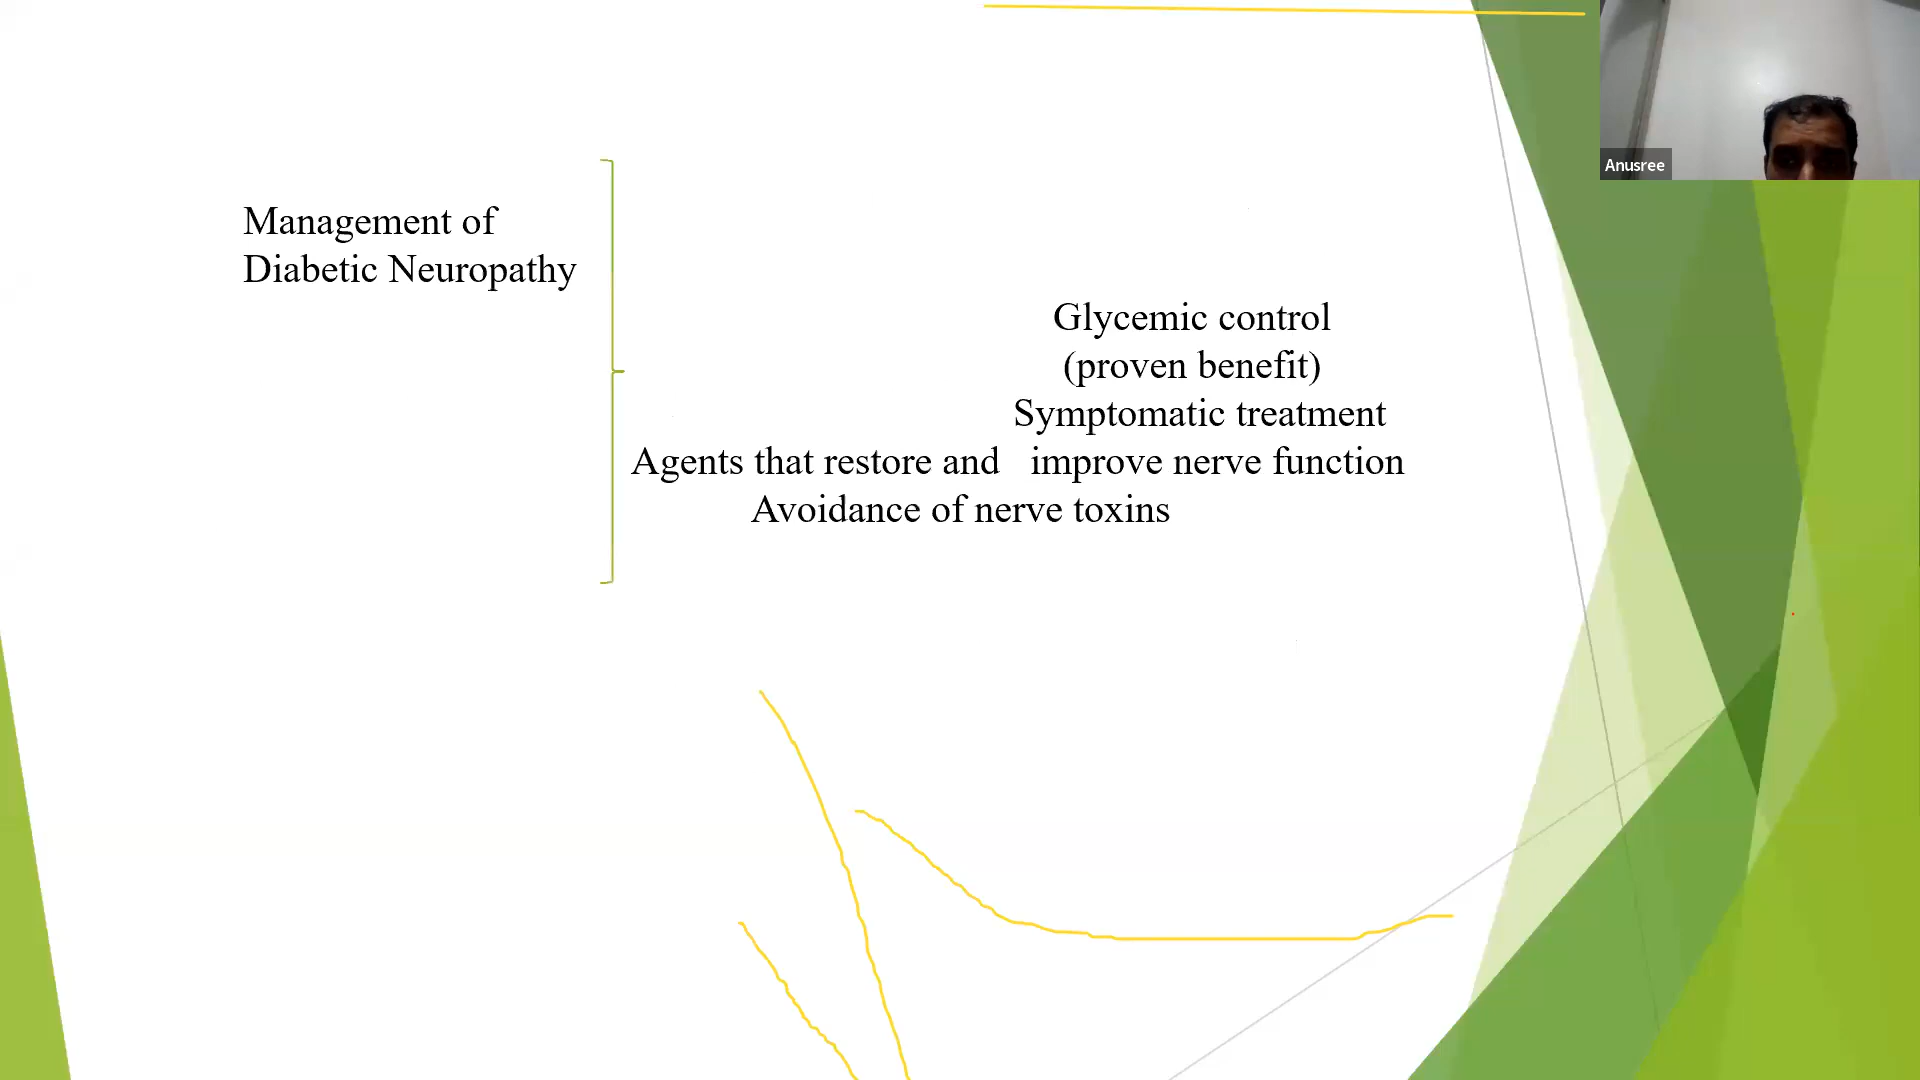 Anusree
Management of
Diabetic Neuropathy
Glycemic control
(proven benefit)
Symptomatic treatment
Agents that restore and improve nerve function
Avoidance of nerve toxins